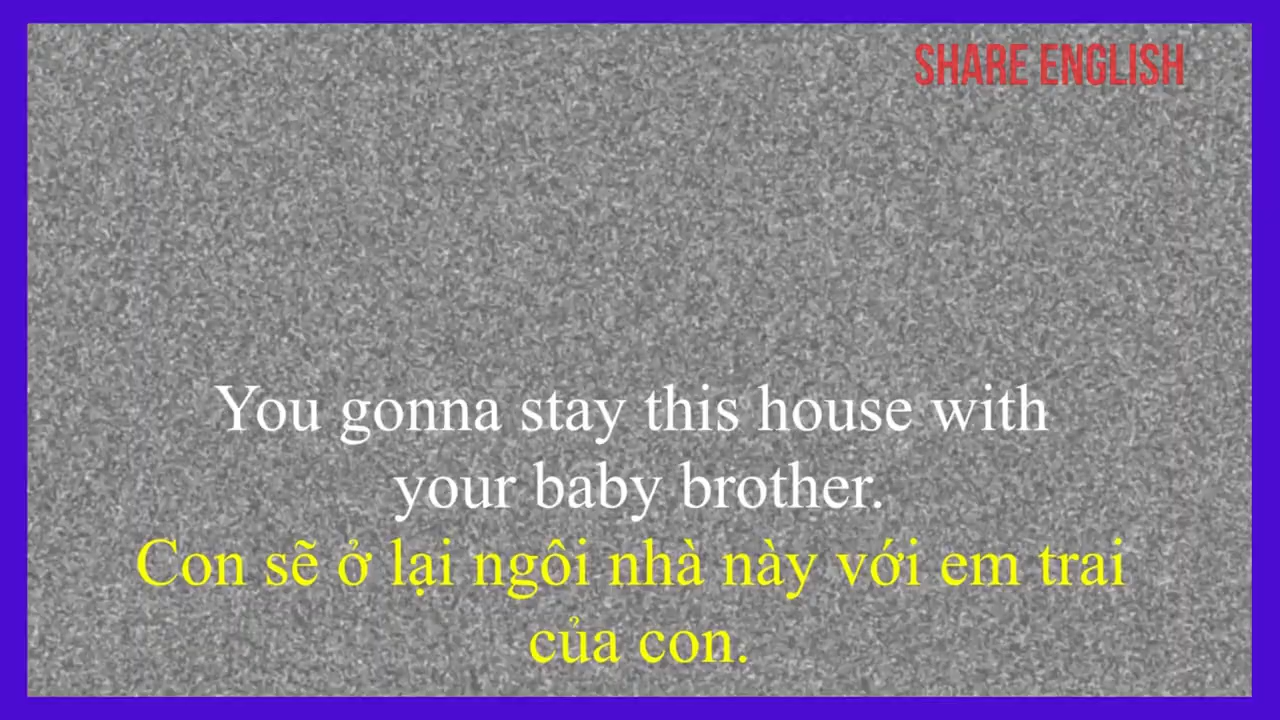 SHARE ENGLISH
You gonna stay this house with
your baby brother.
Con sẽ ở lại ngôi nhà này với em trai
của con.